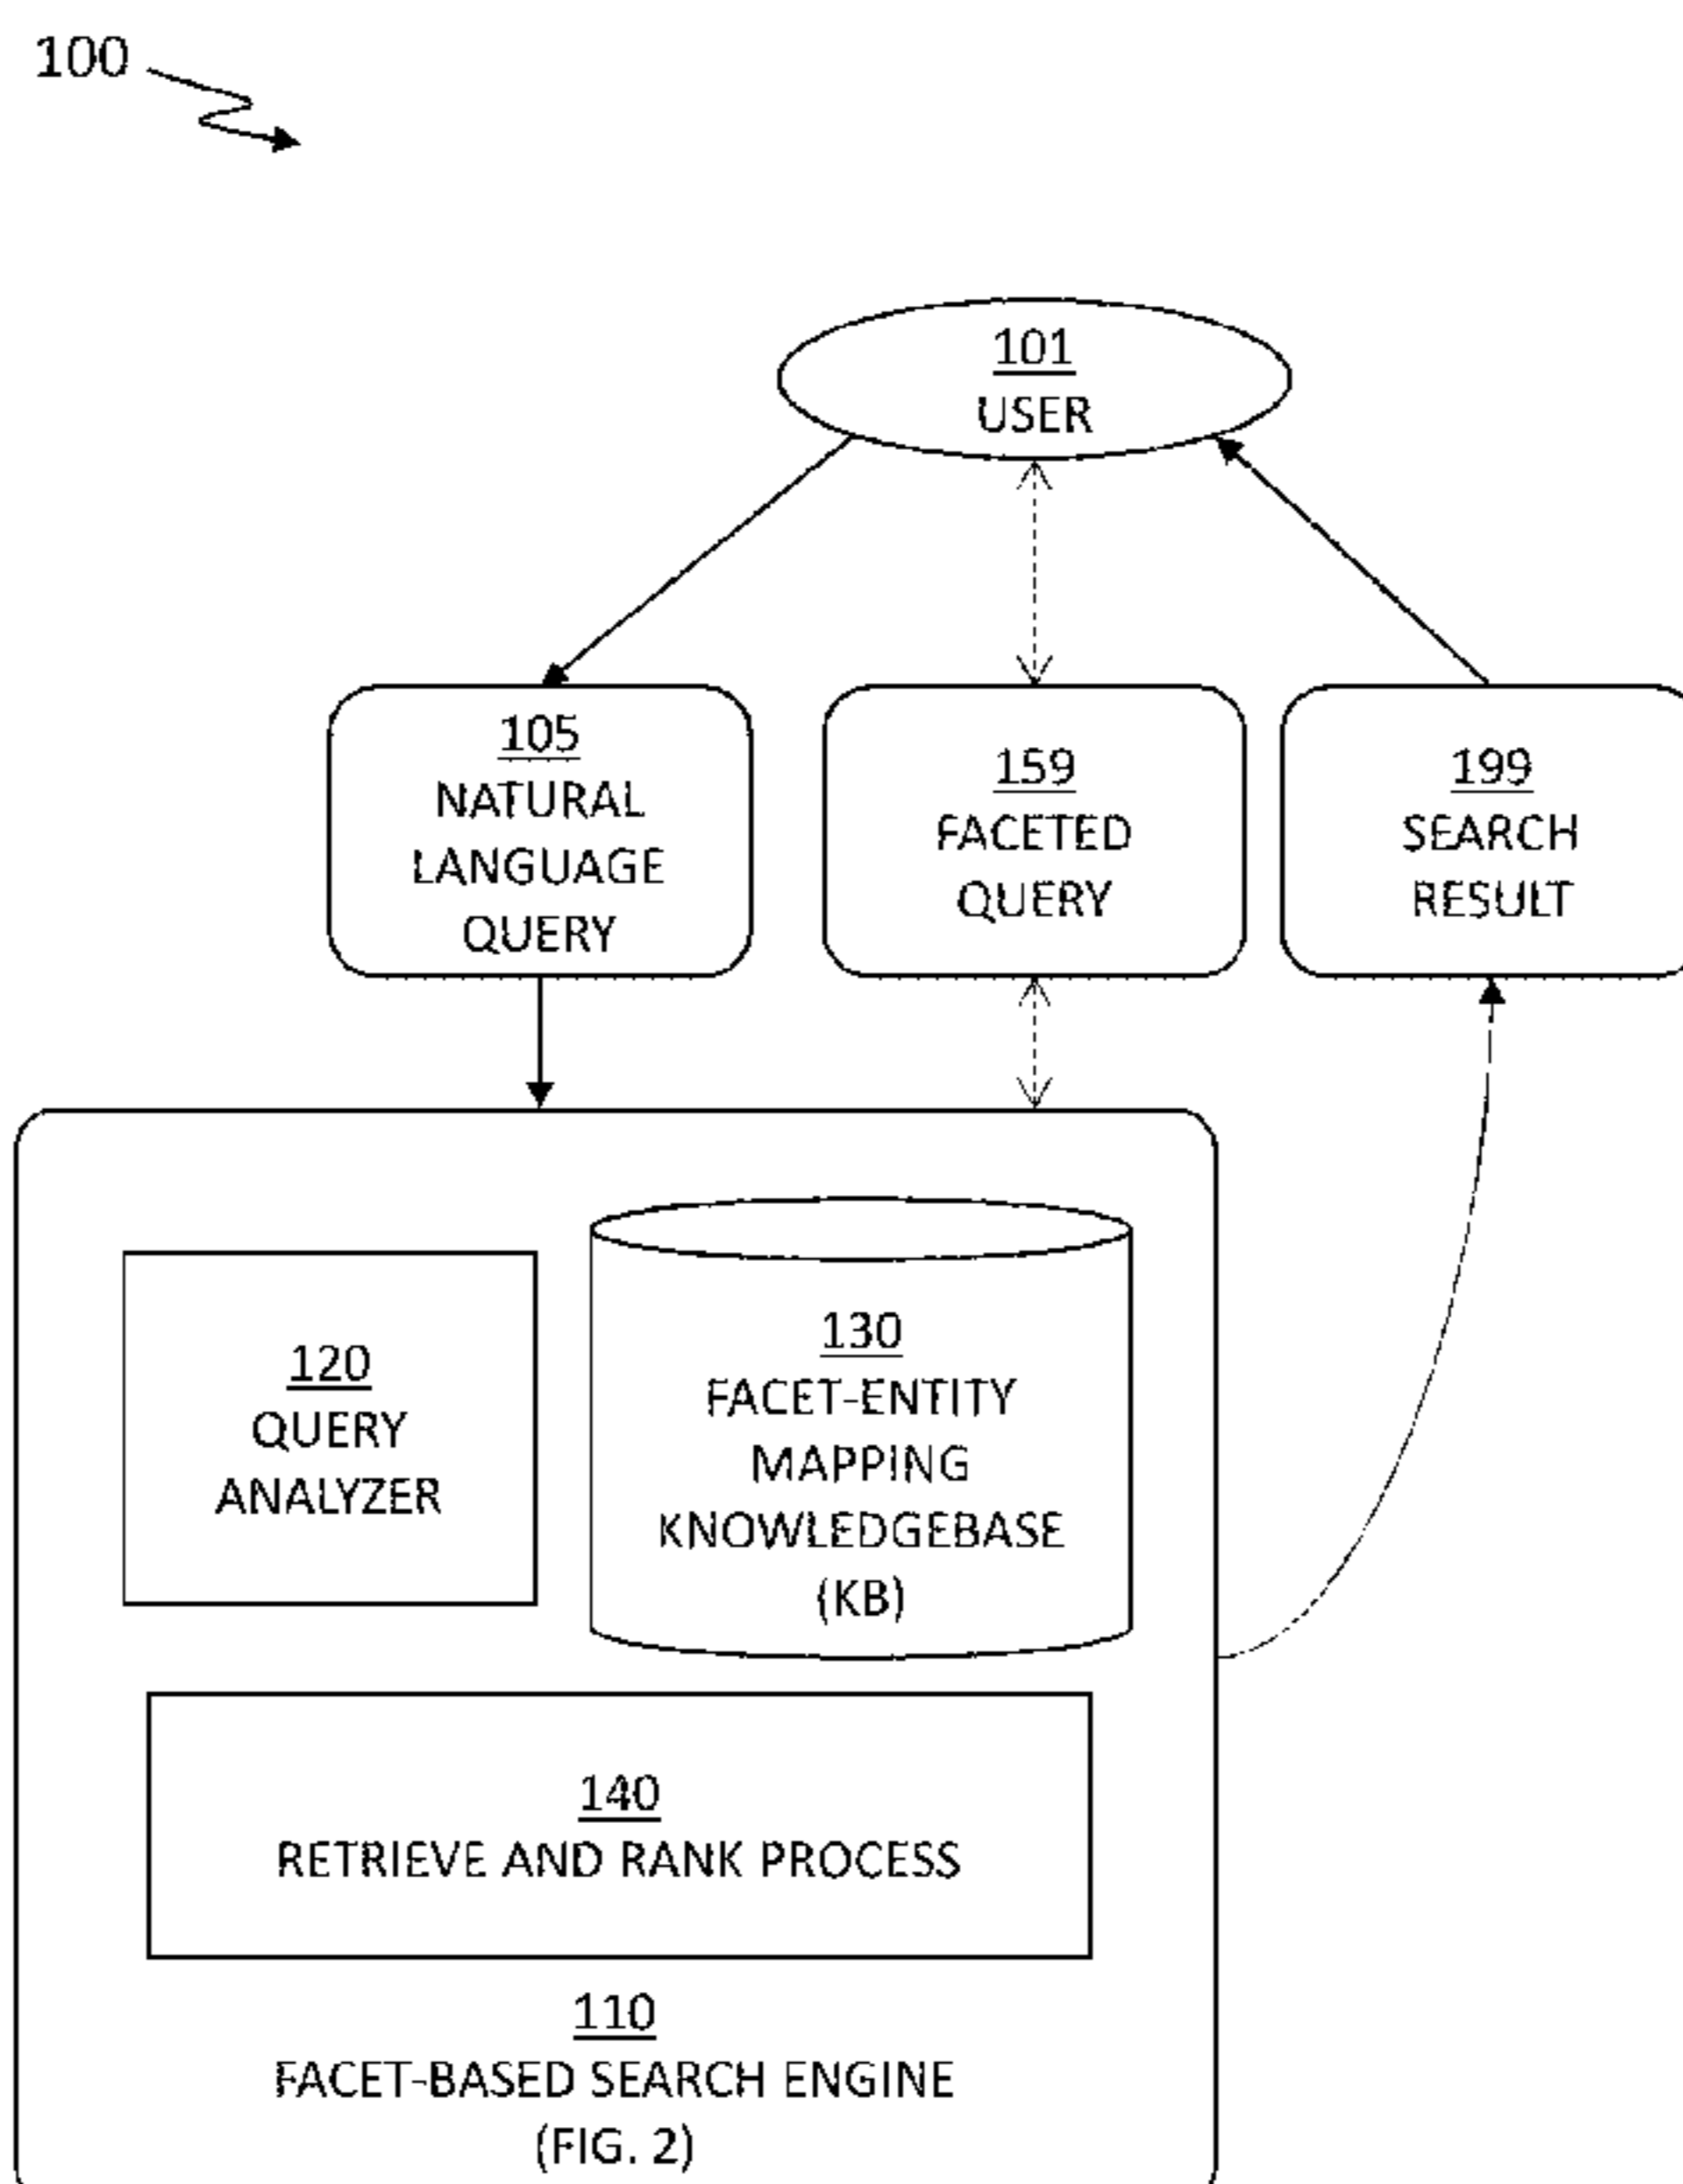 100
101
USER
105
NATURAL
LANGUAGE
QUERY
159
FACETED
QUERY
199
SEARCH
RESULT
120
QUERY
ANALYZER
130
FACET-ENTITY
MAPPING
KNOWLEDGEBASE
(KB)
140
RETRIEVE AND RANK PROCESS
110
FACET-BASED SEARCH ENGINE
(FIG. 2)